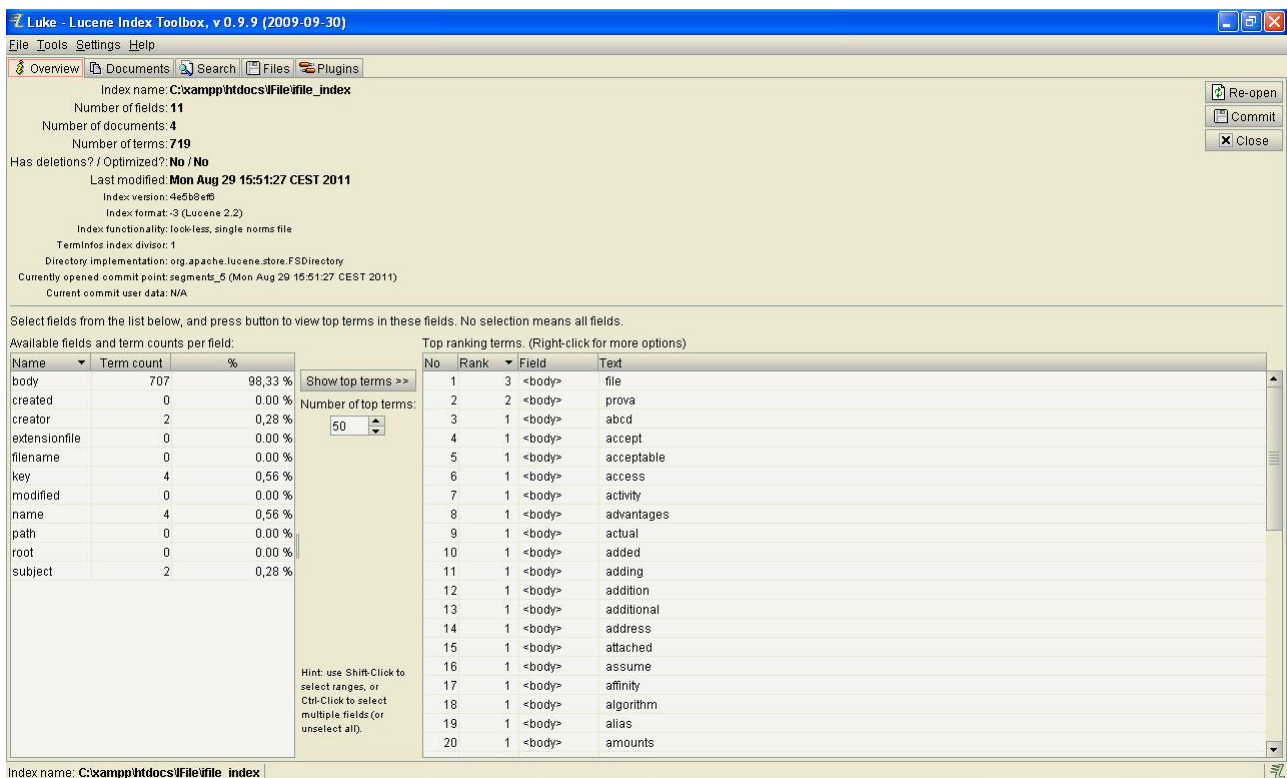 Luke - Lucene Index Toolbox, v 0.9.9 (2009-09-30)
File Tools Settings Help
Overview Documents Search Files Plugins
Index name: C:\xampp\htdocs\IFile\ifile_index
Number of fields: 11
Number of documents: 4
Number of terms: 719
Has deletions? / Optimized?: No / No
Last modified: Mon Aug 29 15:51:27 CEST 2011
Index version: 4e5b8ef6
Index format: -3 (Lucene 2.2)
Index functionality: lock-less, single norms file
TermInfos index divisor: 1
Directory implementation: org.apache.lucene.store.FSDirectory
Currently opened commit point: segments_5 (Mon Aug 29 15:51:27 CEST 2011)
Current commit user data: N/A
Re-open
Commit
Close
Select fields from the list below, and press button to view top terms in these fields. No selection means all fields.
Available fields and term counts per field:
Name Term count %
body 707 98,33 %
created 0 0.00 %
creator 2 0,28 %
extensionfile 0 0.00 %
filename 0 0.00 %
key 4 0,56 %
modified 0 0.00 %
name 4 0,56 %
path 0 0.00 %
root 0 0.00 %
subject 2 0,28 %
Show top terms >>
Number of top terms:
50
Hint: use Shift-Click to
select ranges, or
Ctrl-Click to select
multiple fields (or
unselect all).
Top ranking terms. (Right-click for more options)
No Rank Field Text
1 3 <body> file
2 2 <body> prova
3 1 <body> abcd
4 1 <body> accept
5 1 <body> acceptable
6 1 <body> access
7 1 <body> activity
8 1 <body> advantages
9 1 <body> actual
10 1 <body> added
11 1 <body> adding
12 1 <body> addition
13 1 <body> additional
14 1 <body> address
15 1 <body> attached
16 1 <body> assume
17 1 <body> affinity
18 1 <body> algorithm
19 1 <body> alias
20 1 <body> amounts
Index name: C:\xampp\htdocs\IFile\ifile_index